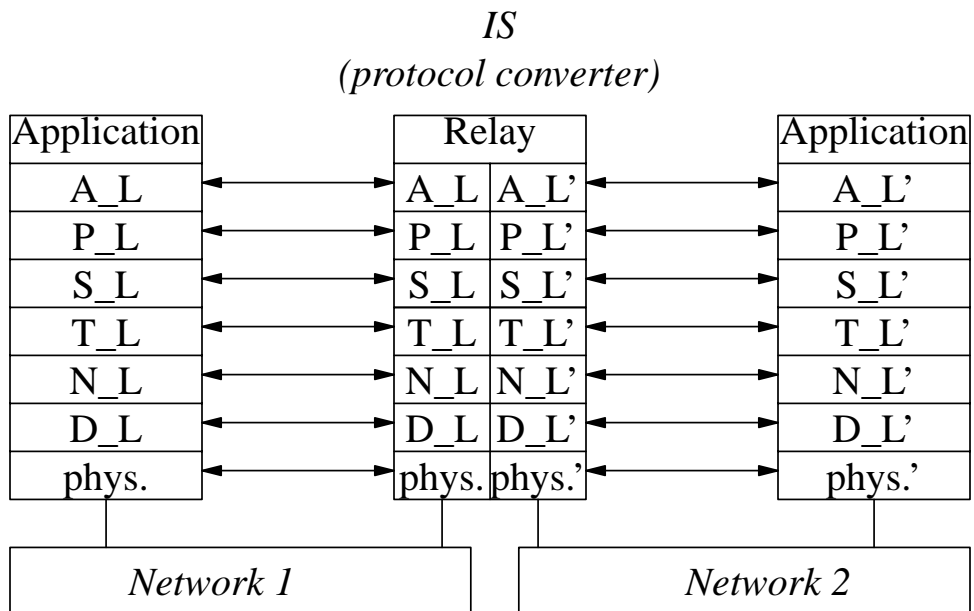 IS
(protocol converter)
Application Relay Application
A_L A_L A_L’ A_L’
P_L P_L P_L’ P_L’
S_L S_L S_L’ S_L’
T_L T_L T_L’ T_L’
N_L N_L N_L’ N_L’
D_L D_L D_L’ D_L’
phys. phys. phys.’ phys.’
Network 1 Network 2